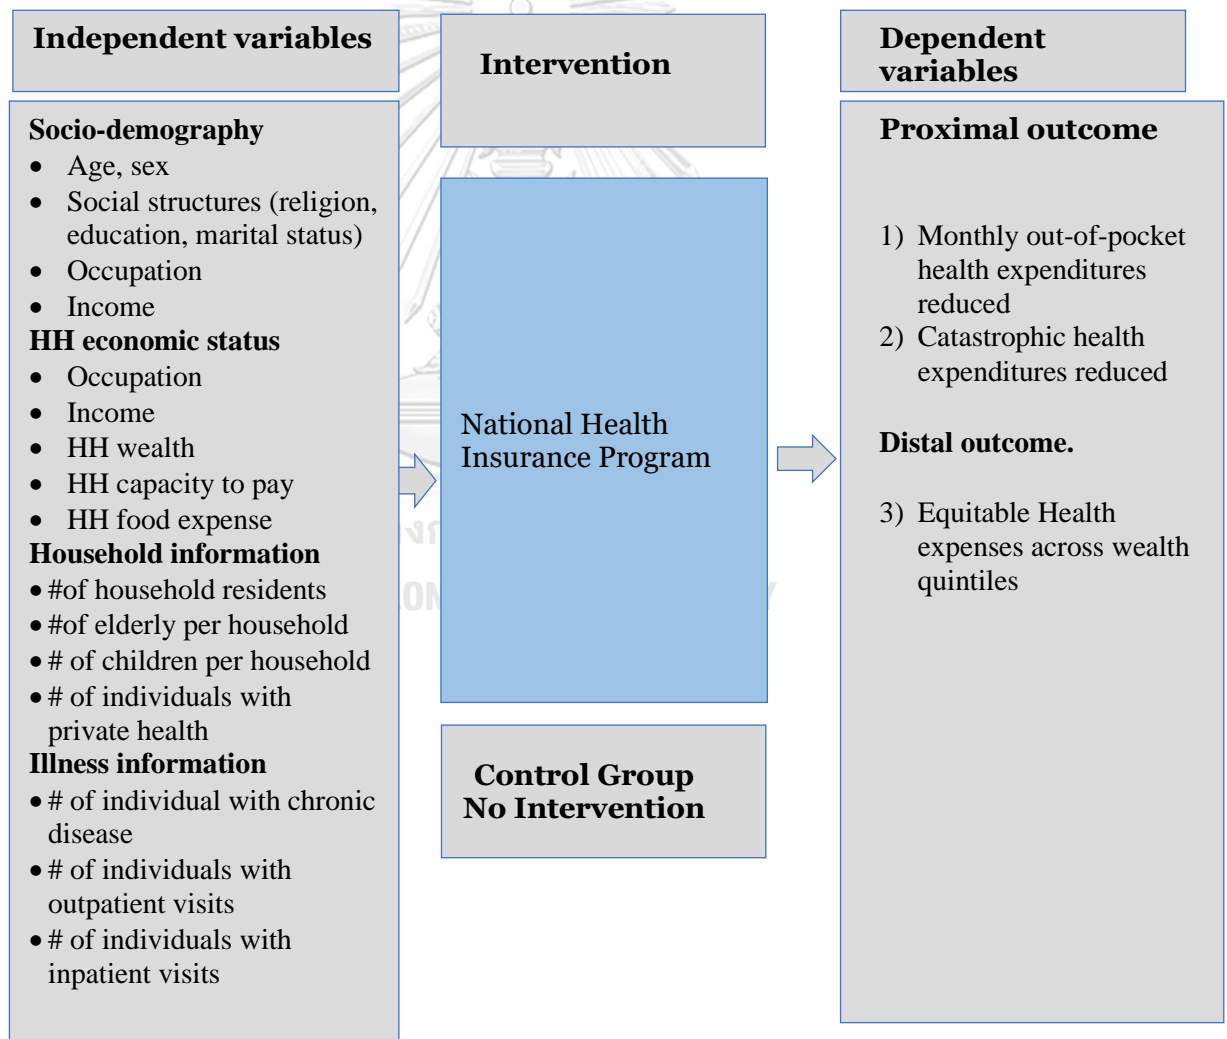 Independent variables
Socio-demography
• Age, sex
• Social structures (religion,
education, marital status)
• Occupation
• Income
HH economic status
• Occupation
• Income
• HH wealth
• HH capacity to pay
• HH food expense
Household information
• #of household residents
• #of elderly per household
• # of children per household
• # of individuals with
private health
Illness information
• # of individual with chronic
disease
• # of individuals with
outpatient visits
• # of individuals with
inpatient visits
Intervention
National Health
Insurance Program
Control Group
No Intervention
Dependent
variables
Proximal outcome
1) Monthly out-of-pocket
health expenditures
reduced
2) Catastrophic health
expenditures reduced
Distal outcome.
3) Equitable Health
expenses across wealth
quintiles